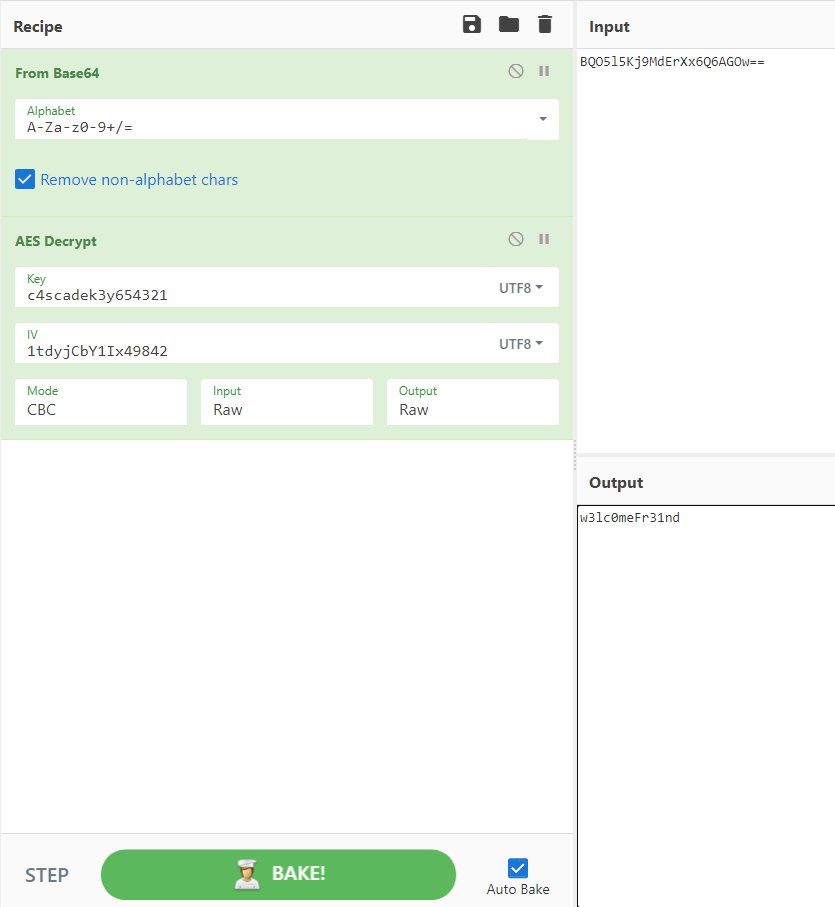 Recipe
From Base64
Alphabet
A-Za-z0-9+/=
Remove non-alphabet chars
AES Decrypt
Key
c4scadek3y654321
UTF8
IV
1tdyjCbY1Ix49842
UTF8
Mode
CBC
Input
Raw
Output
Raw
STEP
BAKE!
Auto Bake
Input
BQO5l5Kj9MdErXx6Q6AGOw==
Output
w3lc0meFr31nd